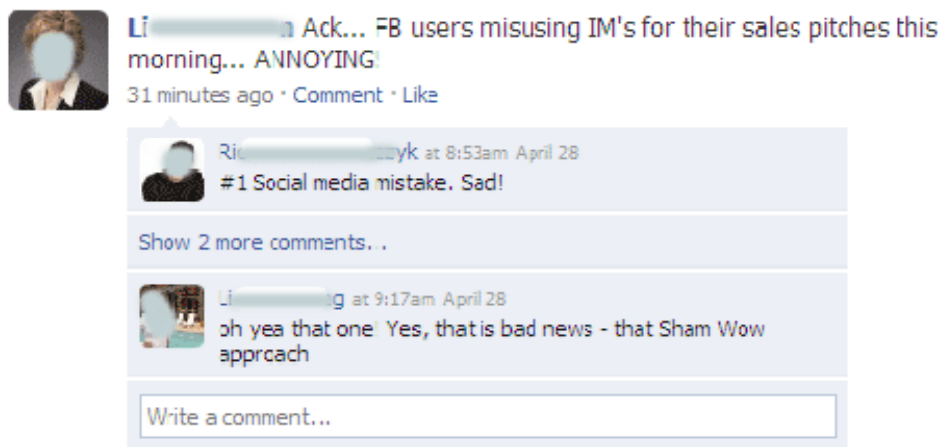 Ack... FB users misusing IM's for their sales pitches this
morning... ANNOYING!
31 minutes ago · Comment · Like
at 8:53am April 28
#1 Social media mistake. Sad!
Show 2 more comments...
at 9:17am April 28
oh yea that one! Yes, that is bad news - that Sham Wow
approach
Write a comment...